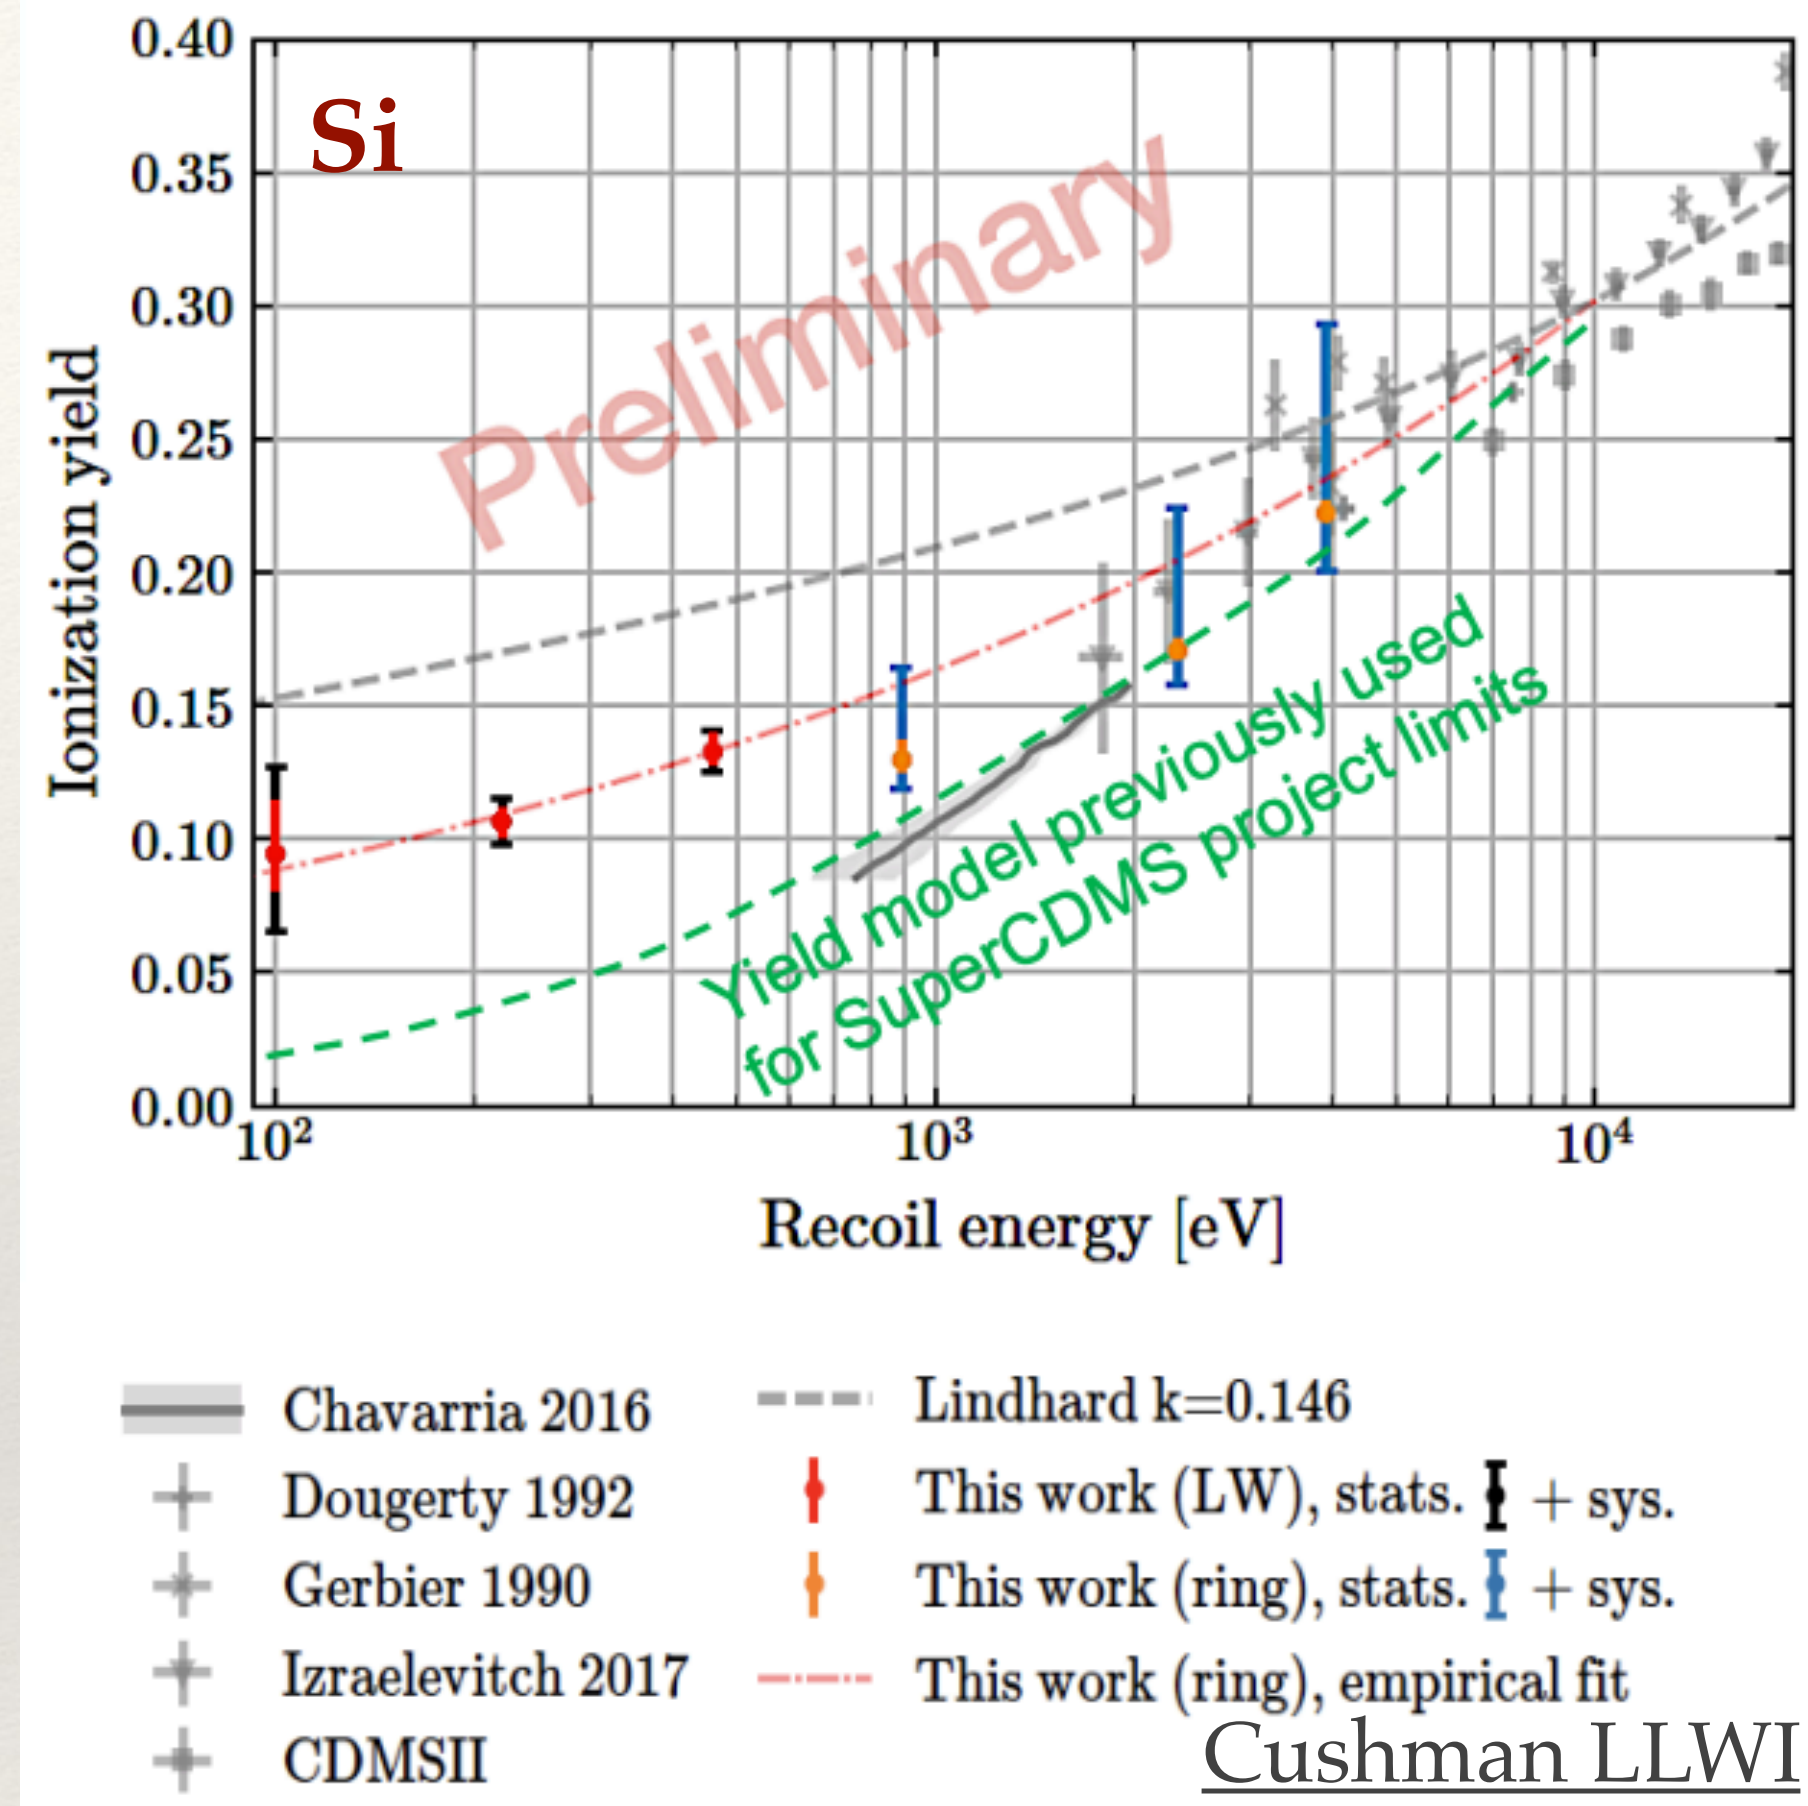 0.40
Si
Preliminary
0.35
0.30
0.25
0.20
0.15
0.10
0.05
0.00
Ionization yield
Yield model previously used
for SuperCDMS project limits
10² 10³ 10⁴
Recoil energy [eV]
Chavarria 2016
Dougerty 1992
Gerbier 1990
Izraelevitch 2017
CDMSII
Lindhard k=0.146
This work (LW), stats. + sys.
This work (ring), stats. + sys.
This work (ring), empirical fit
Cushman LLWI